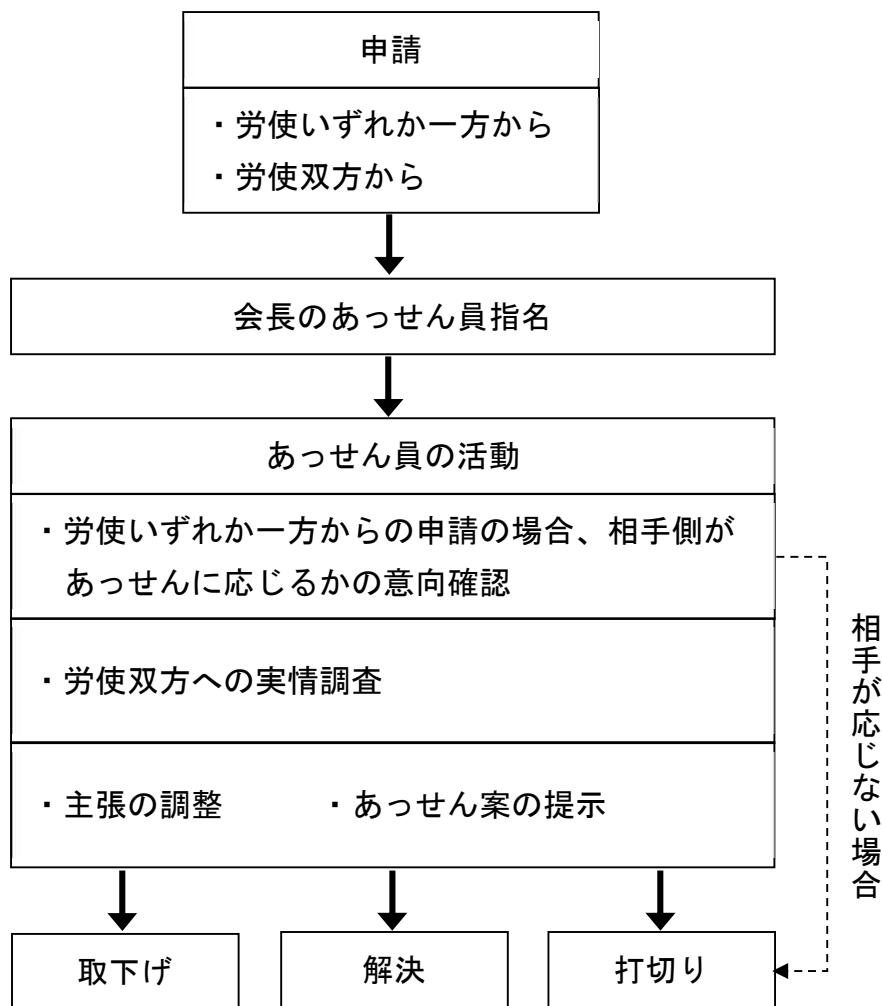 申請
・労使いずれか一方から
・労使双方から
会長のあっせん員指名
あっせん員の活動
・労使いずれか一方からの申請の場合、相手側が
あっせんに応じるかの意向確認
・労使双方への実情調査
・主張の調整　・あっせん案の提示
相手が応じない場合
取下げ
解決
打切り